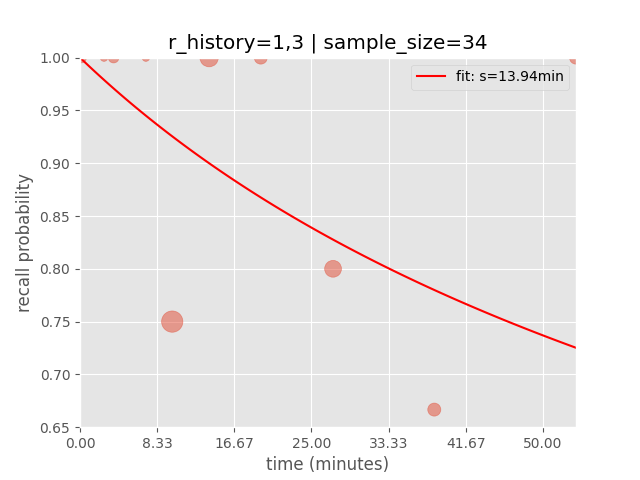 r_history=1,3 | sample_size=34
fit: s=13.94min
1.00
0.95
0.90
0.85
0.80
0.75
0.70
0.65
recall probability
0.00 8.33 16.67 25.00 33.33 41.67 50.00
time (minutes)